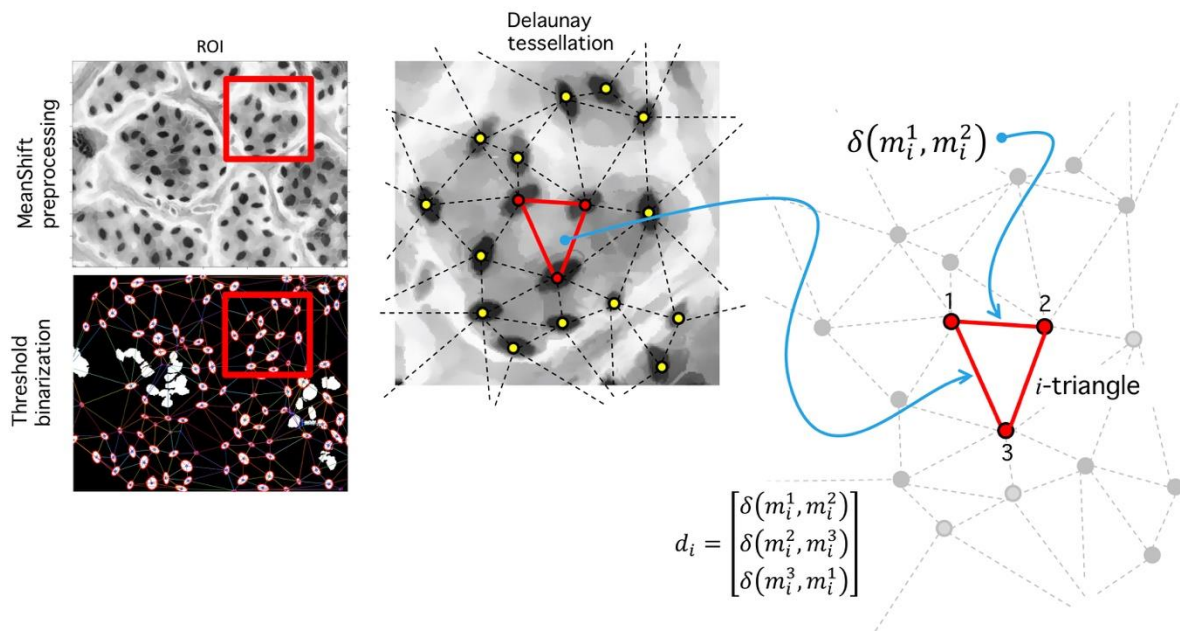 ROI
MeanShift
preprocessing
Threshold
binarization
Delaunay
tessellation
δ(m_i^1, m_i^2)
1
2
i-triangle
3
d_i = [δ(m_i^1, m_i^2)
δ(m_i^2, m_i^3)
δ(m_i^3, m_i^1)]